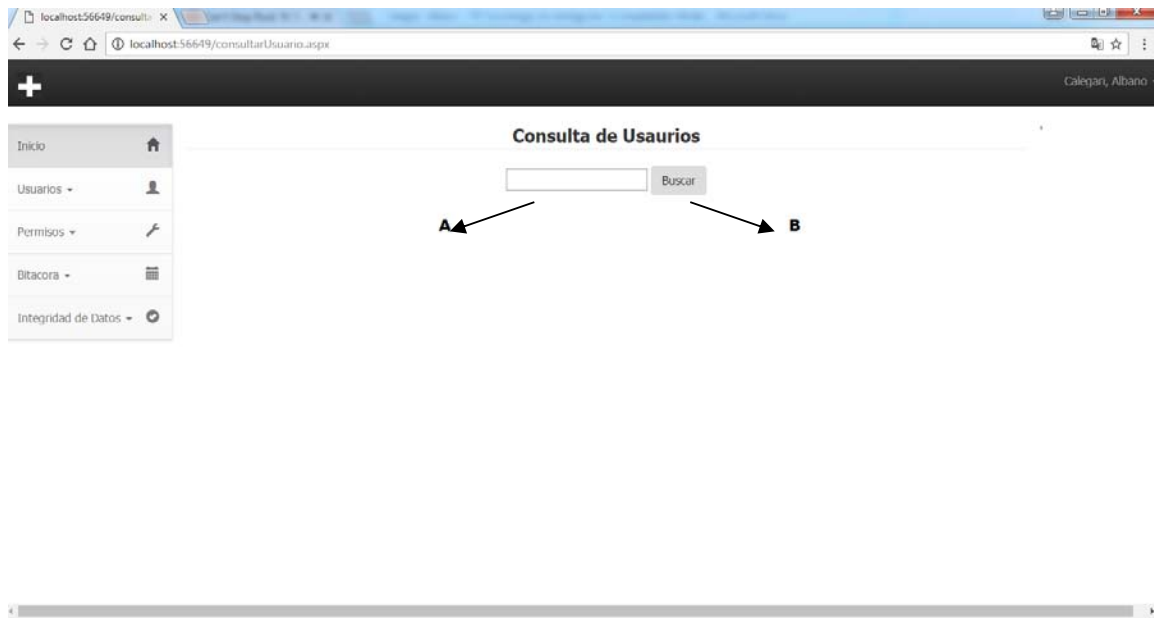 localhost:56649/consulta
localhost:56649/consultarUsuario.aspx
Calegari, Albano
Inicio
Usuarios
Permisos
Bitacora
Integridad de Datos
Consulta de Usaurios
Buscar
A
B